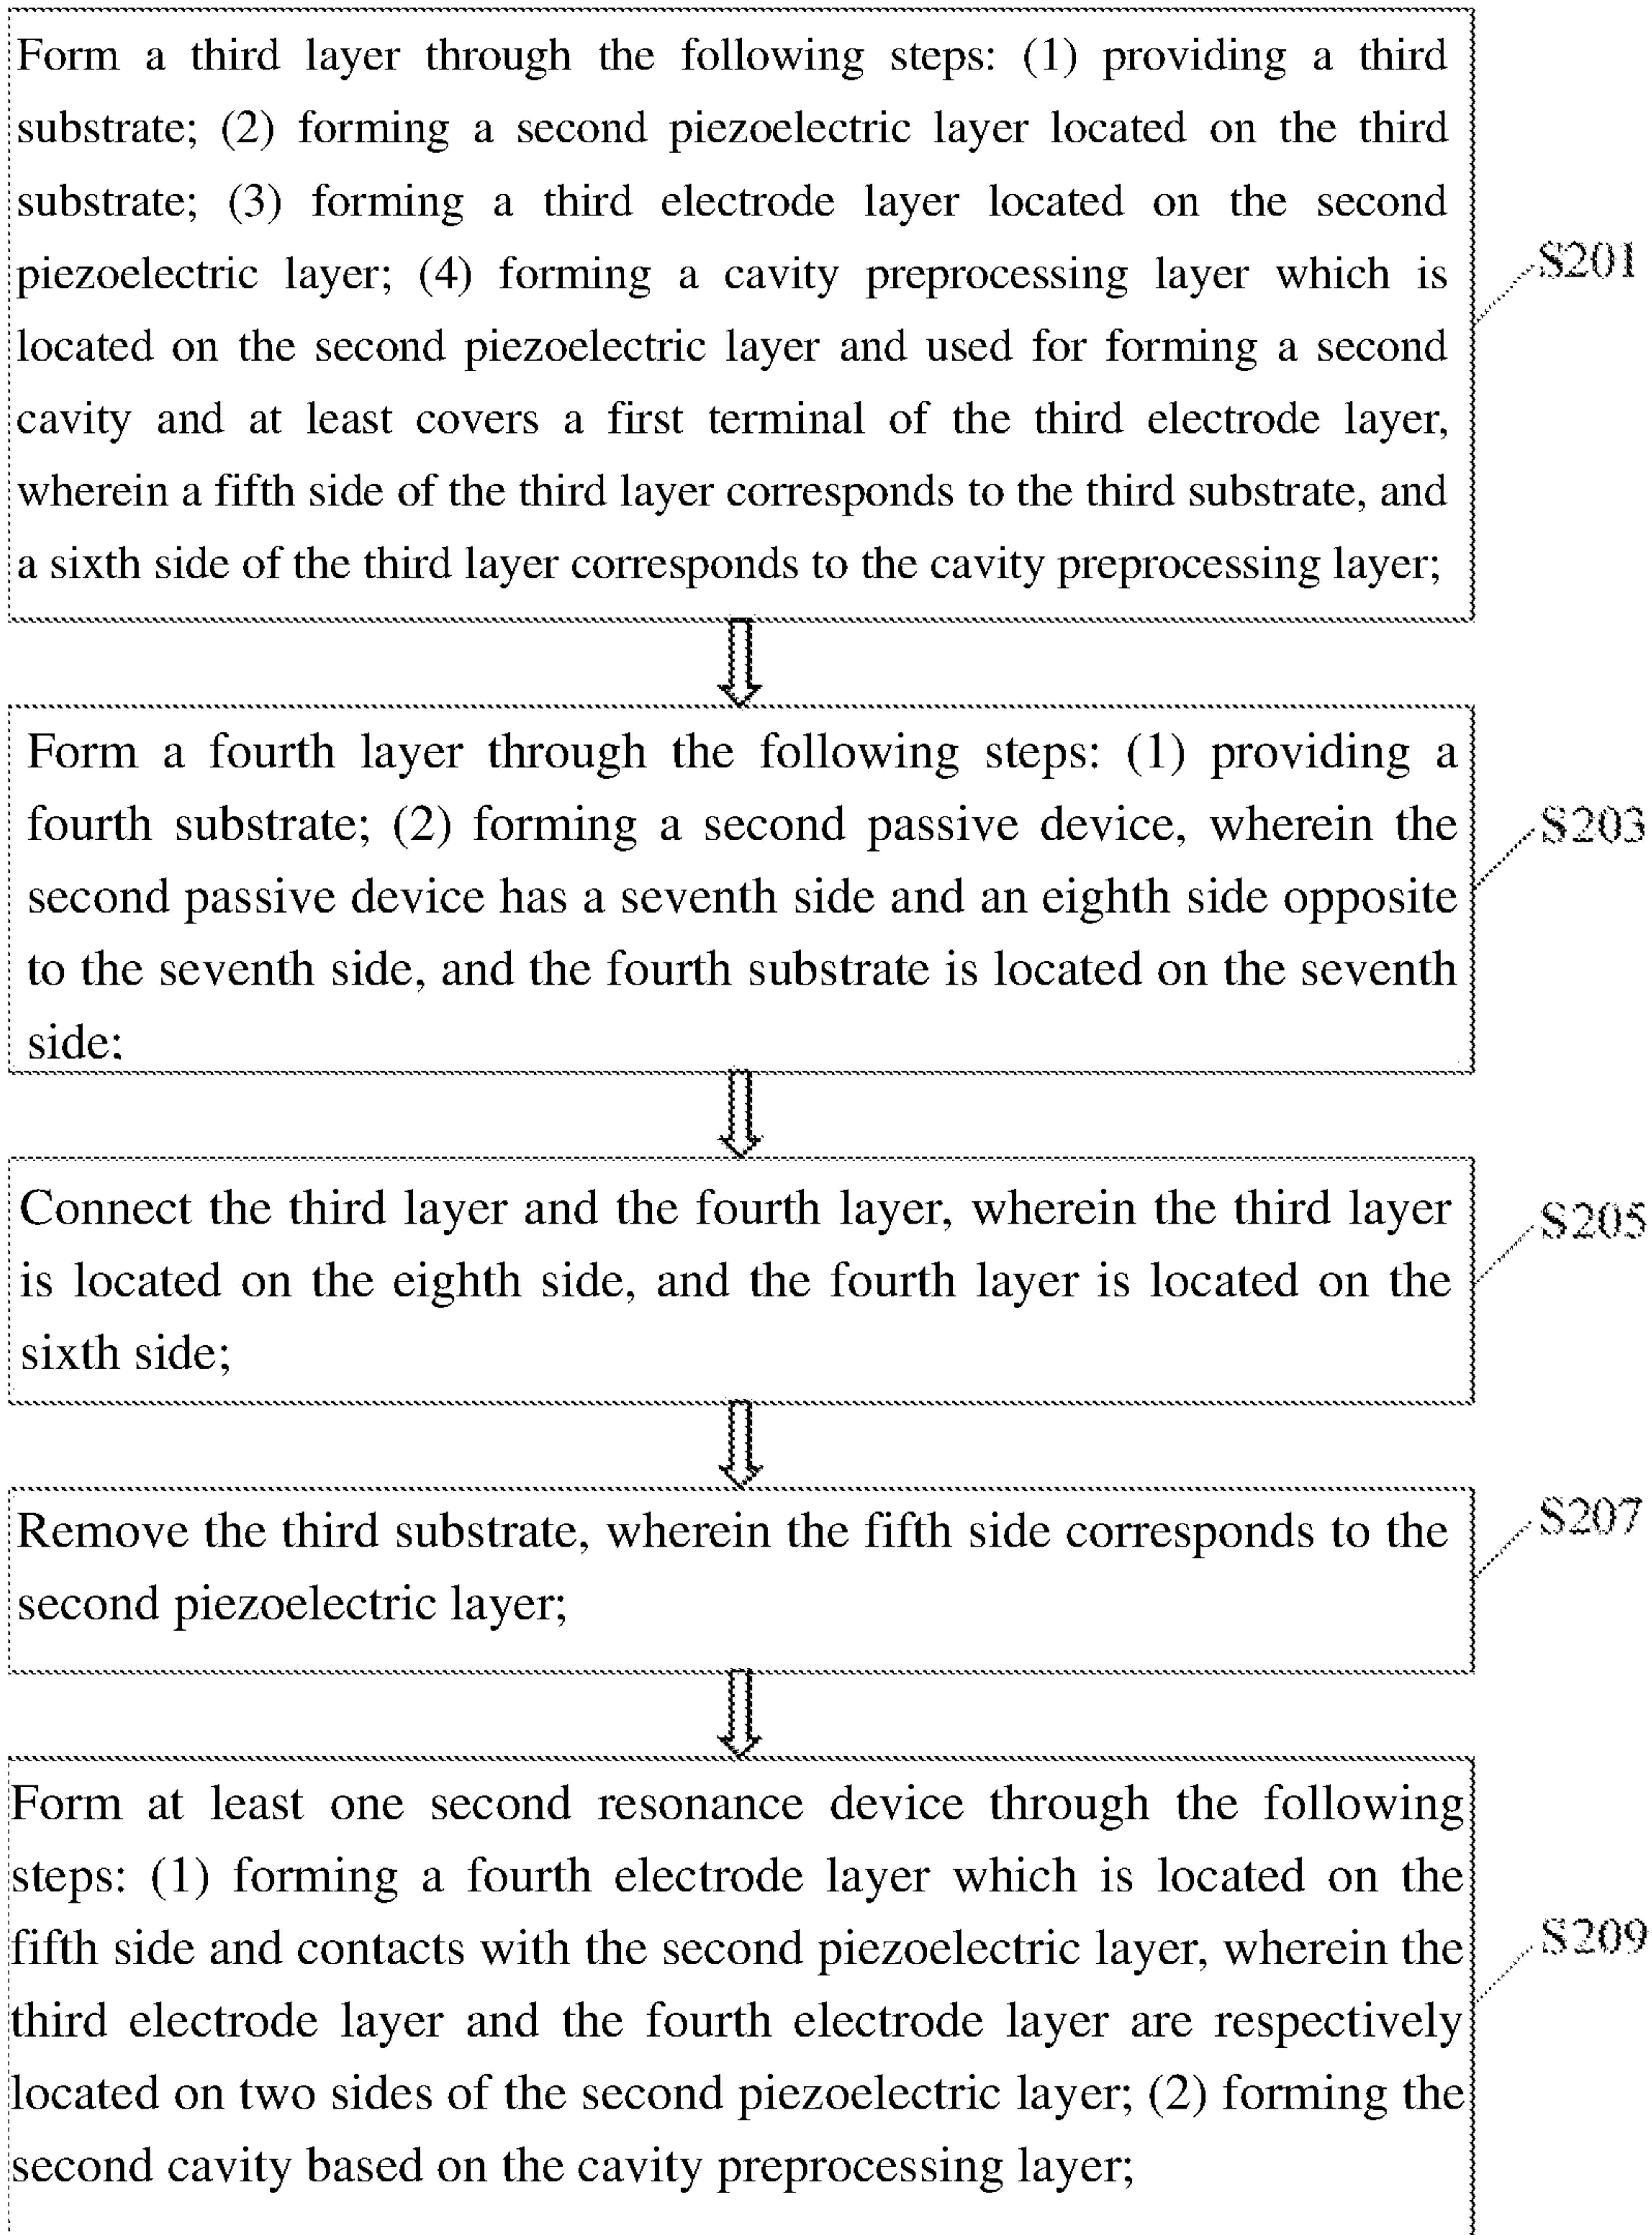 Form a third layer through the following steps: (1) providing a third
substrate; (2) forming a second piezoelectric layer located on the third
substrate; (3) forming a third electrode layer located on the second
piezoelectric layer; (4) forming a cavity preprocessing layer which is
located on the second piezoelectric layer and used for forming a second
cavity and at least covers a first terminal of the third electrode layer,
wherein a fifth side of the third layer corresponds to the third substrate, and
a sixth side of the third layer corresponds to the cavity preprocessing layer;
S201
Form a fourth layer through the following steps: (1) providing a
fourth substrate; (2) forming a second passive device, wherein the
second passive device has a seventh side and an eighth side opposite
to the seventh side, and the fourth substrate is located on the seventh
side;
S203
Connect the third layer and the fourth layer, wherein the third layer
is located on the eighth side, and the fourth layer is located on the
sixth side;
S205
Remove the third substrate, wherein the fifth side corresponds to the
second piezoelectric layer;
S207
Form at least one second resonance device through the following
steps: (1) forming a fourth electrode layer which is located on the
fifth side and contacts with the second piezoelectric layer, wherein the
third electrode layer and the fourth electrode layer are respectively
located on two sides of the second piezoelectric layer; (2) forming the
second cavity based on the cavity preprocessing layer;
S209